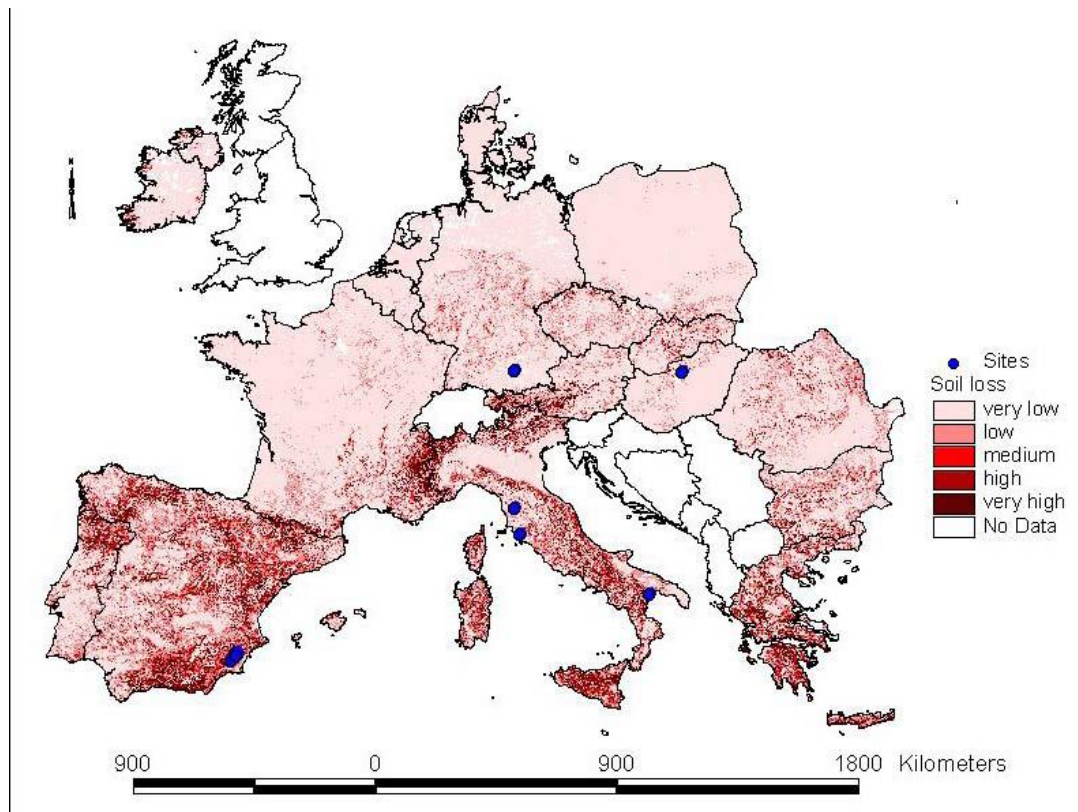 Sites
Soil loss
very low
low
medium
high
very high
No Data
900 0 900 1800 Kilometers